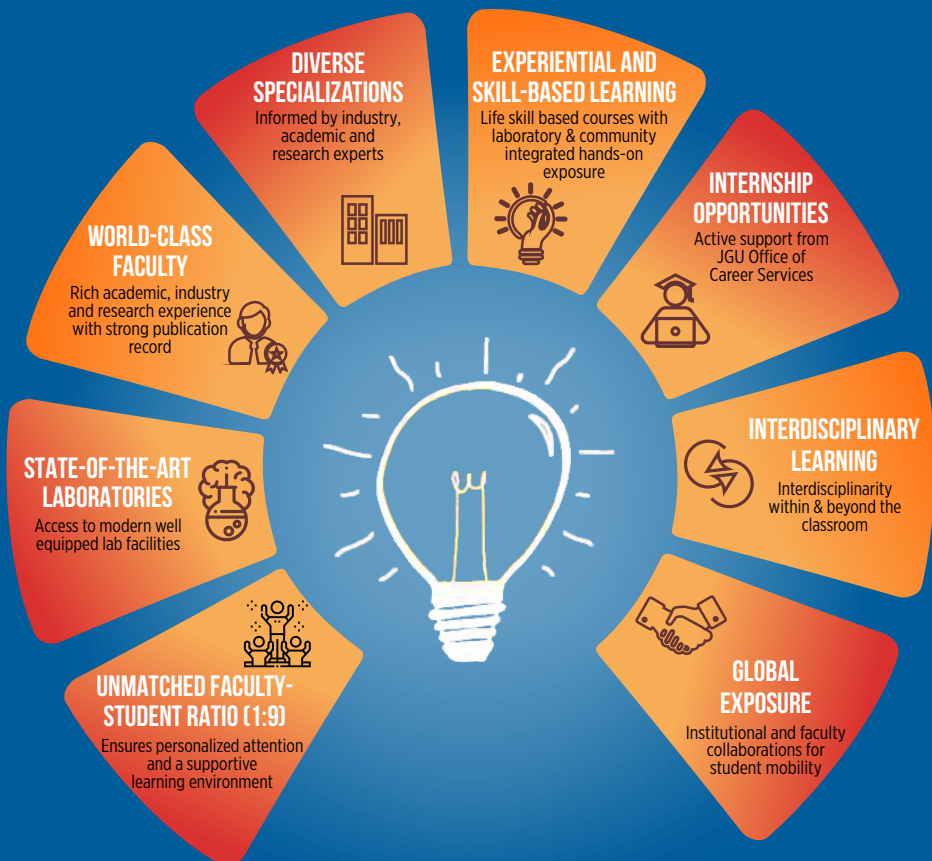 DIVERSE
SPECIALIZATIONS
Informed by industry,
academic and
research experts
EXPERIENTIAL AND
SKILL-BASED LEARNING
Life skill based courses with
laboratory & community
integrated hands-on
exposure
INTERNSHIP
OPPORTUNITIES
Active support from
JGU Office of
Career Services
WORLD-CLASS
FACULTY
Rich academic, industry
and research experience
with strong publication
record
INTERDISCIPLINARY
LEARNING
Interdisciplinarity
within & beyond the
classroom
STATE-OF-THE-ART
LABORATORIES
Access to modern well
equipped lab facilities
GLOBAL
EXPOSURE
Institutional and faculty
collaborations for
student mobility
UNMATCHED FACULTY-
STUDENT RATIO (1:9)
Ensures personalized attention
and a supportive
learning environment